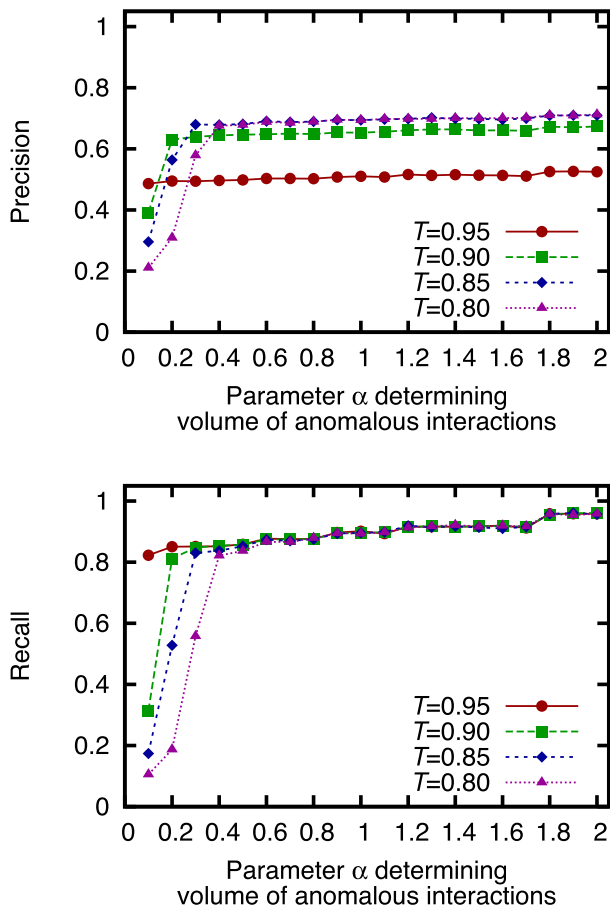 1
0.8
0.6
0.4
0.2
0
Precision
T=0.95
T=0.90
T=0.85
T=0.80
0 0.2 0.4 0.6 0.8 1 1.2 1.4 1.6 1.8 2
Parameter α determining
volume of anomalous interactions
1
0.8
0.6
0.4
0.2
0
Recall
T=0.95
T=0.90
T=0.85
T=0.80
0 0.2 0.4 0.6 0.8 1 1.2 1.4 1.6 1.8 2
Parameter α determining
volume of anomalous interactions